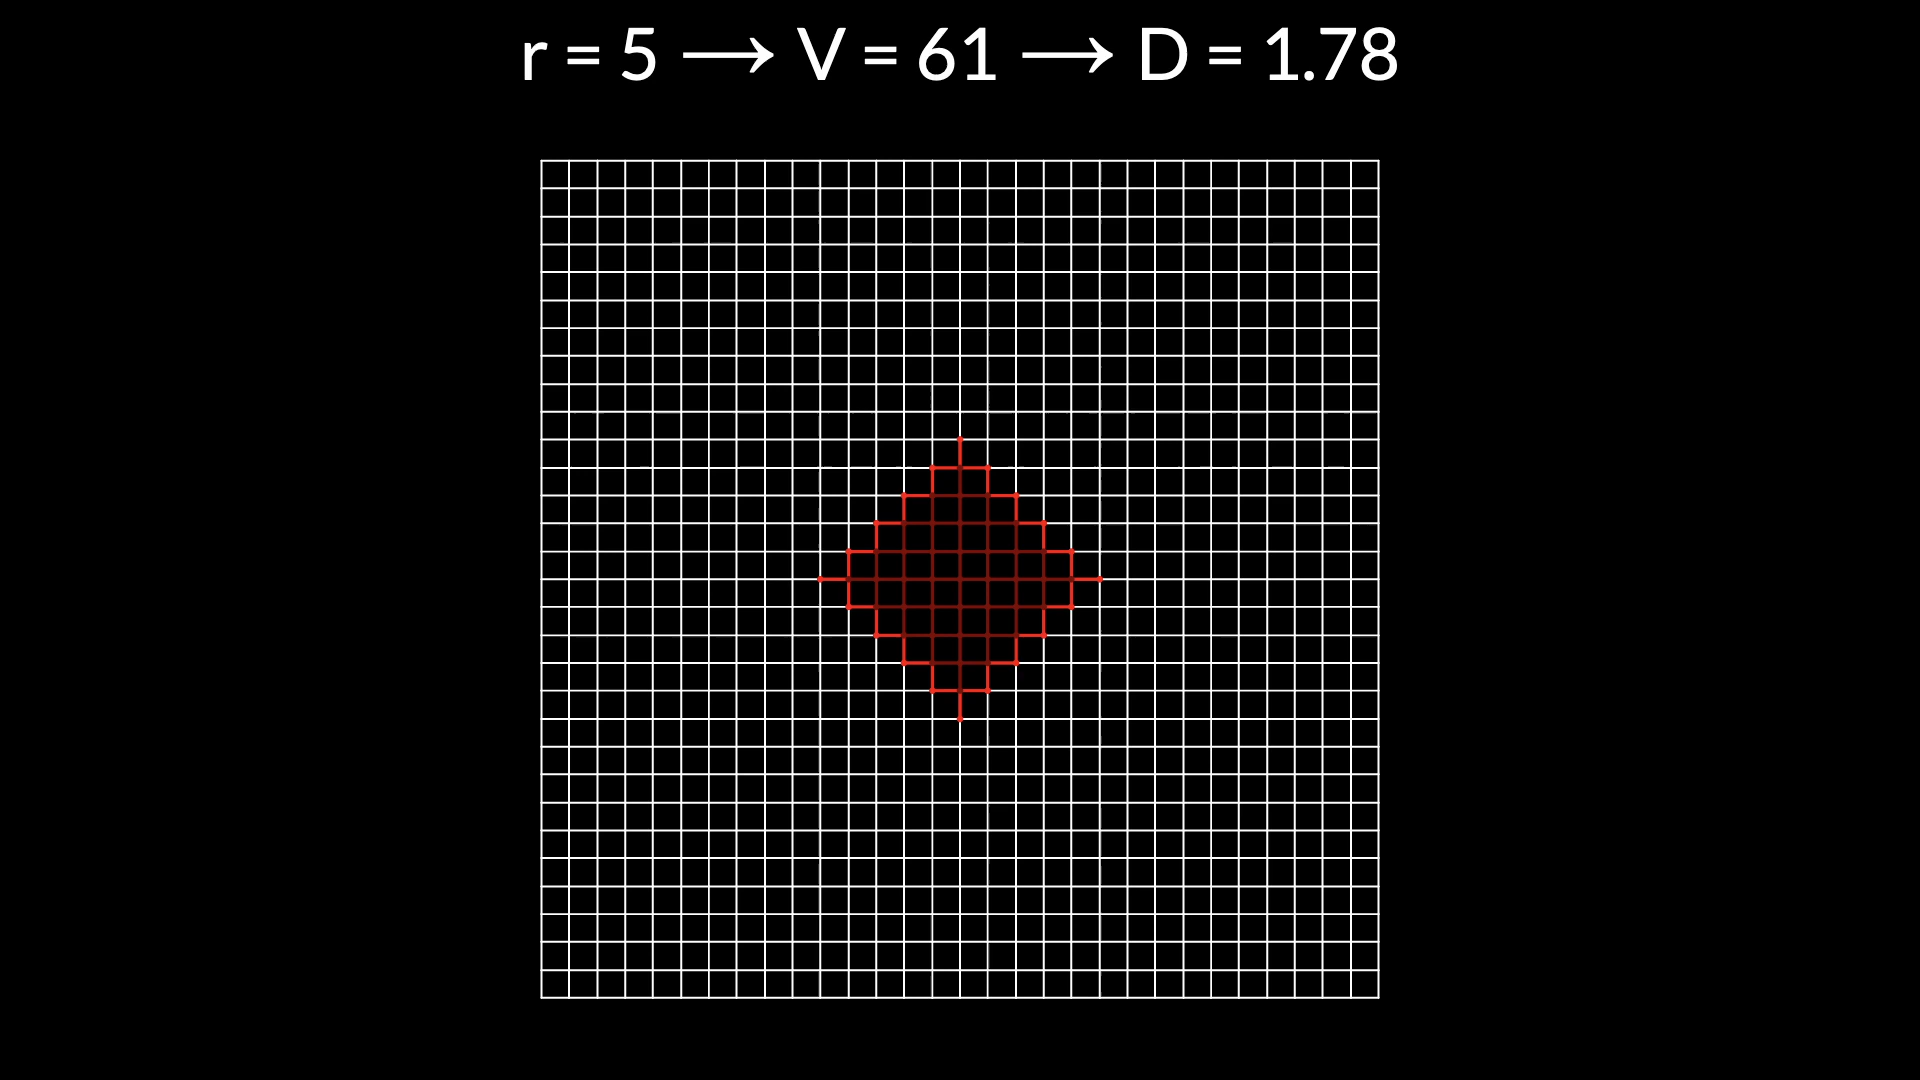 r = 5 ⟶ V = 61 ⟶ D = 1.78